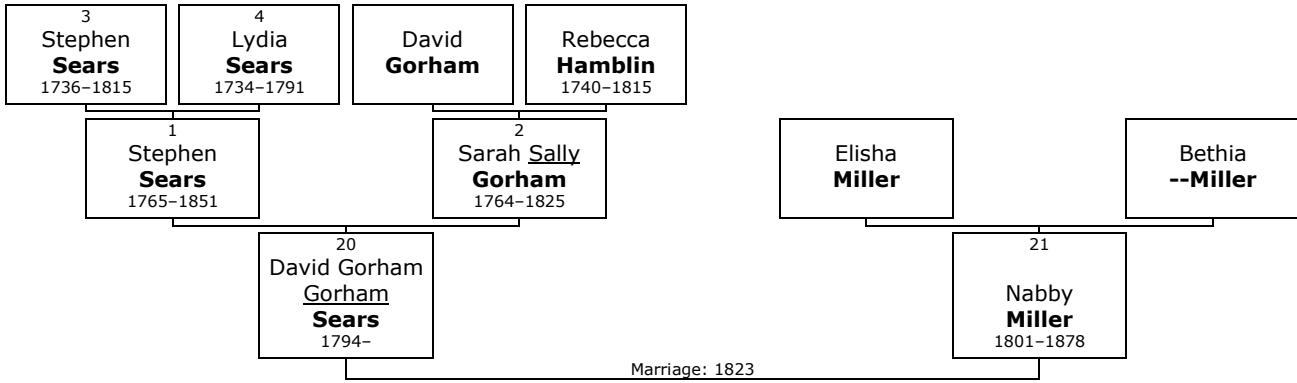 3
Stephen
Sears
1736–1815
4
Lydia
Sears
1734–1791
David
Gorham
Rebecca
Hamblin
1740–1815
1
Stephen
Sears
1765–1851
2
Sarah Sally
Gorham
1764–1825
Elisha
Miller
Bethia
--Miller
20
David Gorham
Gorham
Sears
1794–
21
Nabby
Miller
1801–1878
Marriage: 1823